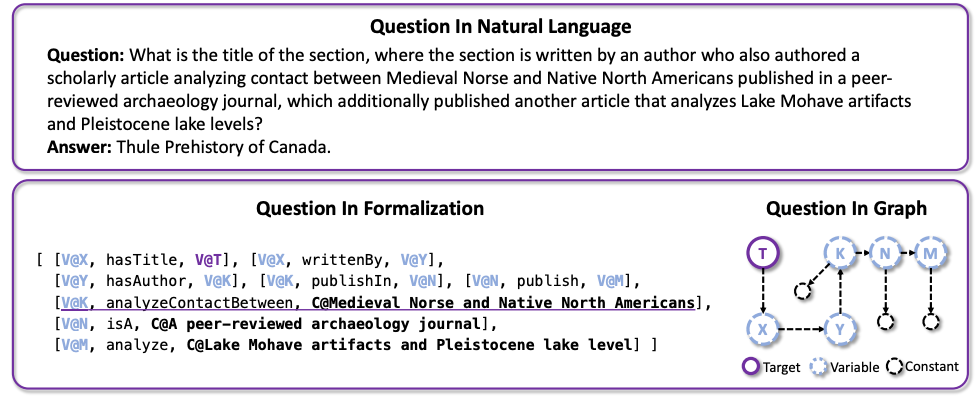 Question In Natural Language
Question: What is the title of the section, where the section is written by an author who also authored a
scholarly article analyzing contact between Medieval Norse and Native North Americans published in a peer-
reviewed archaeology journal, which additionally published another article that analyzes Lake Mohave artifacts
and Pleistocene lake levels?
Answer: Thule Prehistory of Canada.
Question In Formalization
[ [V@X, hasTitle, V@T], [V@X, writtenBy, V@Y],
[V@Y, hasAuthor, V@K], [V@K, publishIn, V@N], [V@N, publish, V@M],
[V@K, analyzeContactBetween, C@Medieval Norse and Native North Americans],
[V@N, isA, C@A peer-reviewed archaeology journal],
[V@M, analyze, C@Lake Mohave artifacts and Pleistocene lake level] ]
Question In Graph
T K N M
X Y
Target Variable Constant